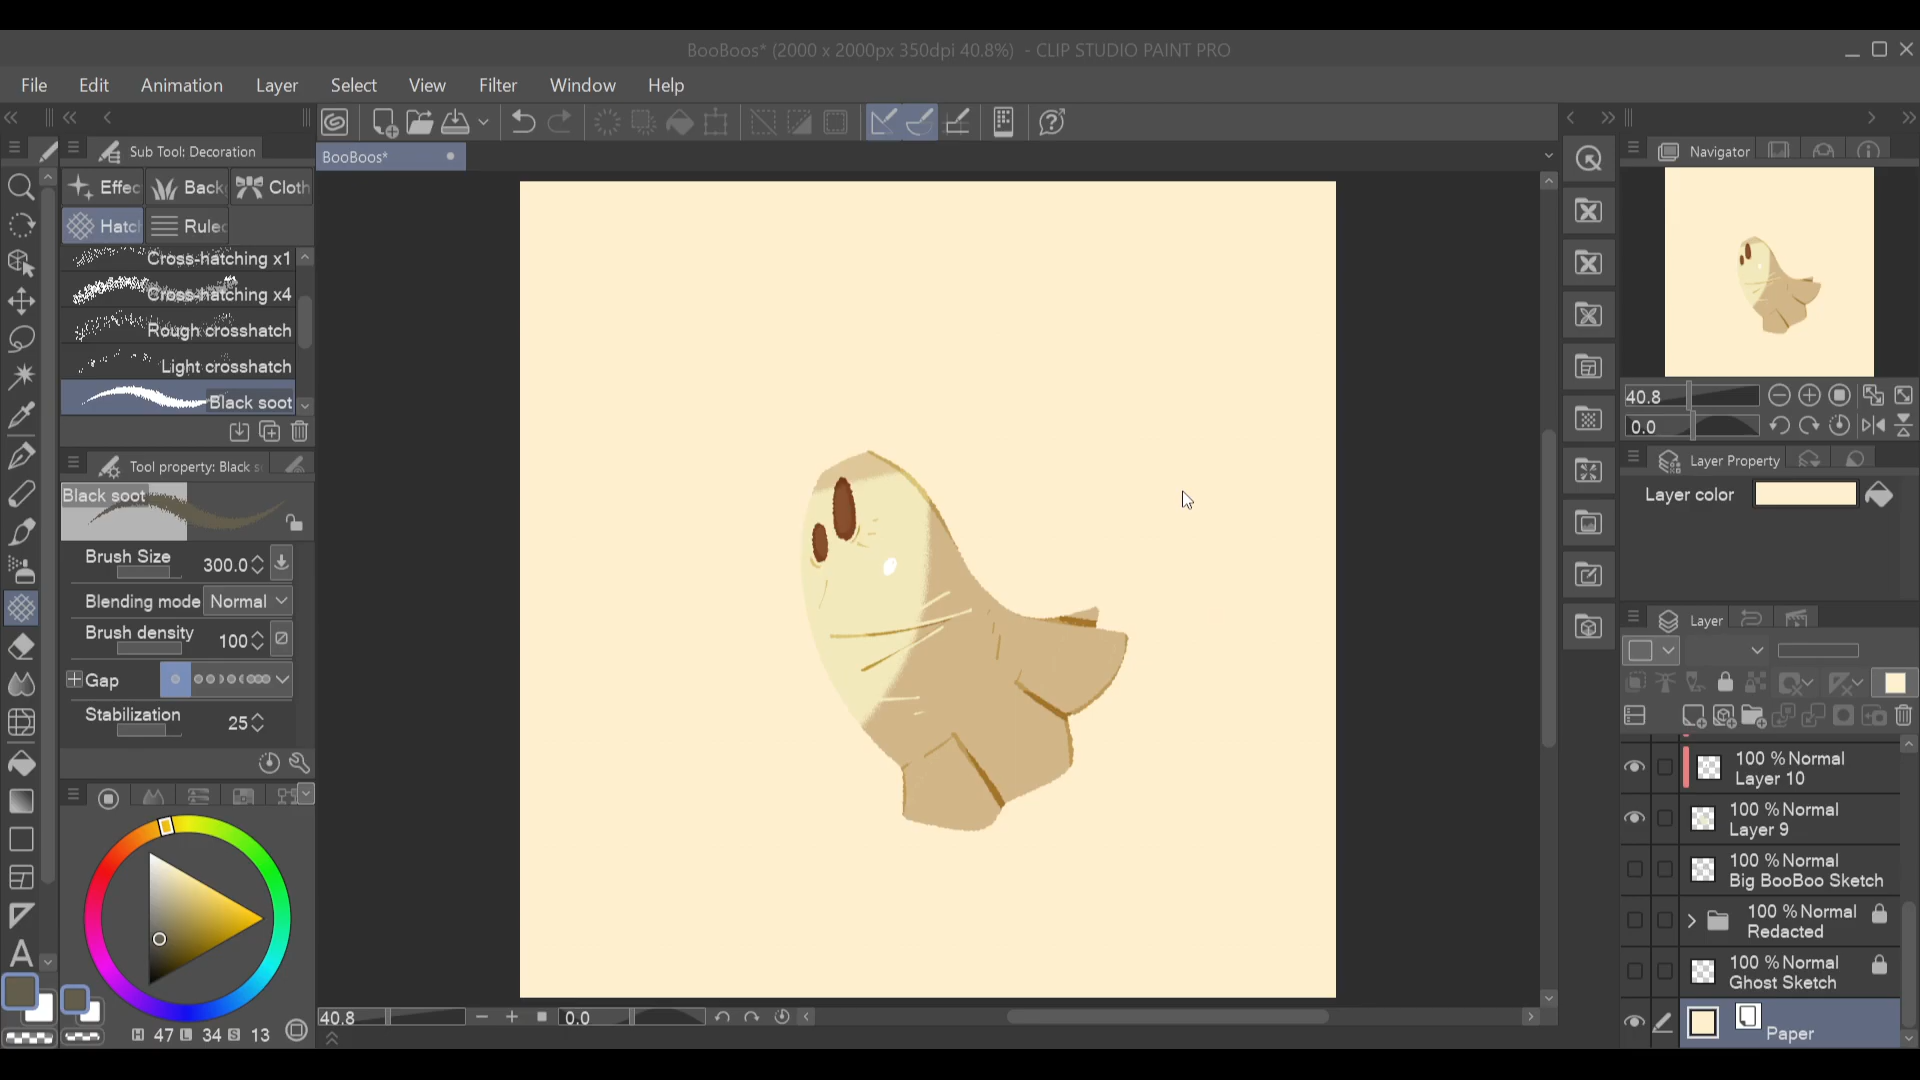 BooBoos* (2000 x 2000px 350dpi 40.8%) - CLIP STUDIO PAINT PRO
File Edit Animation Layer Select View Filter Window Help
Sub Tool: Decoration
BooBoos*
Navigator
Effec Back Cloth
Hatc Ruled
Cross-hatching x1
Cross-hatching x4
Rough crosshatch
Light crosshatch
Black soot
Tool property: Black s
Black soot
Brush Size 300.0
Blending mode Normal
Brush density 100
Gap
Stabilization 25
H 47 L 34 S 13
40.8 0.0
40.8
0.0
Layer Property
Layer color
Layer
100 % Normal
Layer 10
100 % Normal
Layer 9
100 % Normal
Big BooBoo Sketch
100 % Normal
Redacted
100 % Normal
Ghost Sketch
Paper